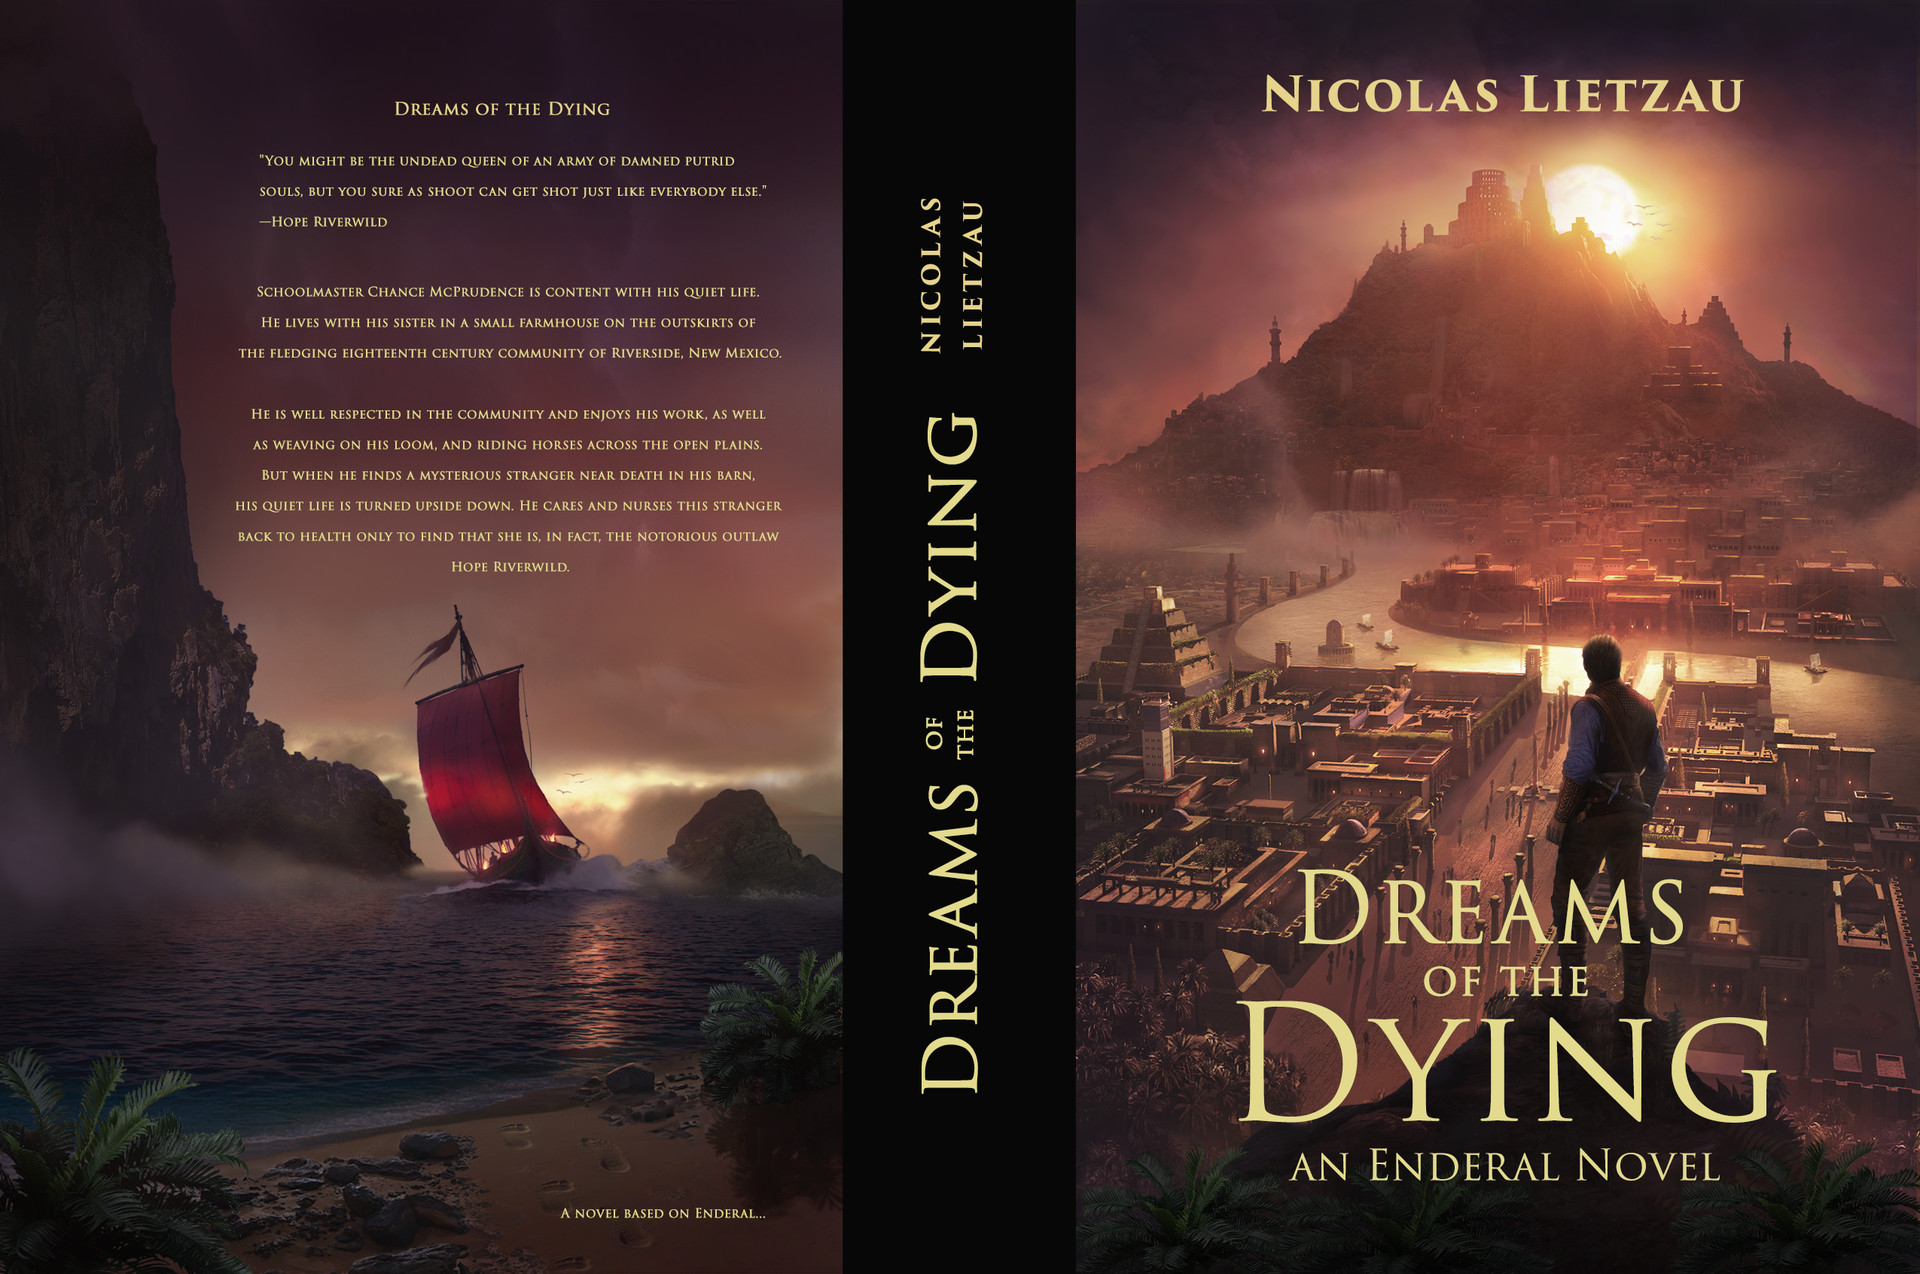 Dreams of the Dying
"You might be the undead queen of an army of damned putrid
souls, but you sure as shoot can get shot just like everybody else."
—Hope Riverwild
Schoolmaster Chance McPrudence is content with his quiet life.
He lives with his sister in a small farmhouse on the outskirts of
the fledging eighteenth century community of Riverside, New Mexico.
He is well respected in the community and enjoys his work, as well
as weaving on his loom, and riding horses across the open plains.
But when he finds a mysterious stranger near death in his barn,
his quiet life is turned upside down. He cares and nurses this stranger
back to health only to find that she is, in fact, the notorious outlaw
Hope Riverwild.
A novel based on Enderal...
Dreams of the Dying
Nicolas
Lietzau
Nicolas Lietzau
Dreams
of the
Dying
an Enderal Novel